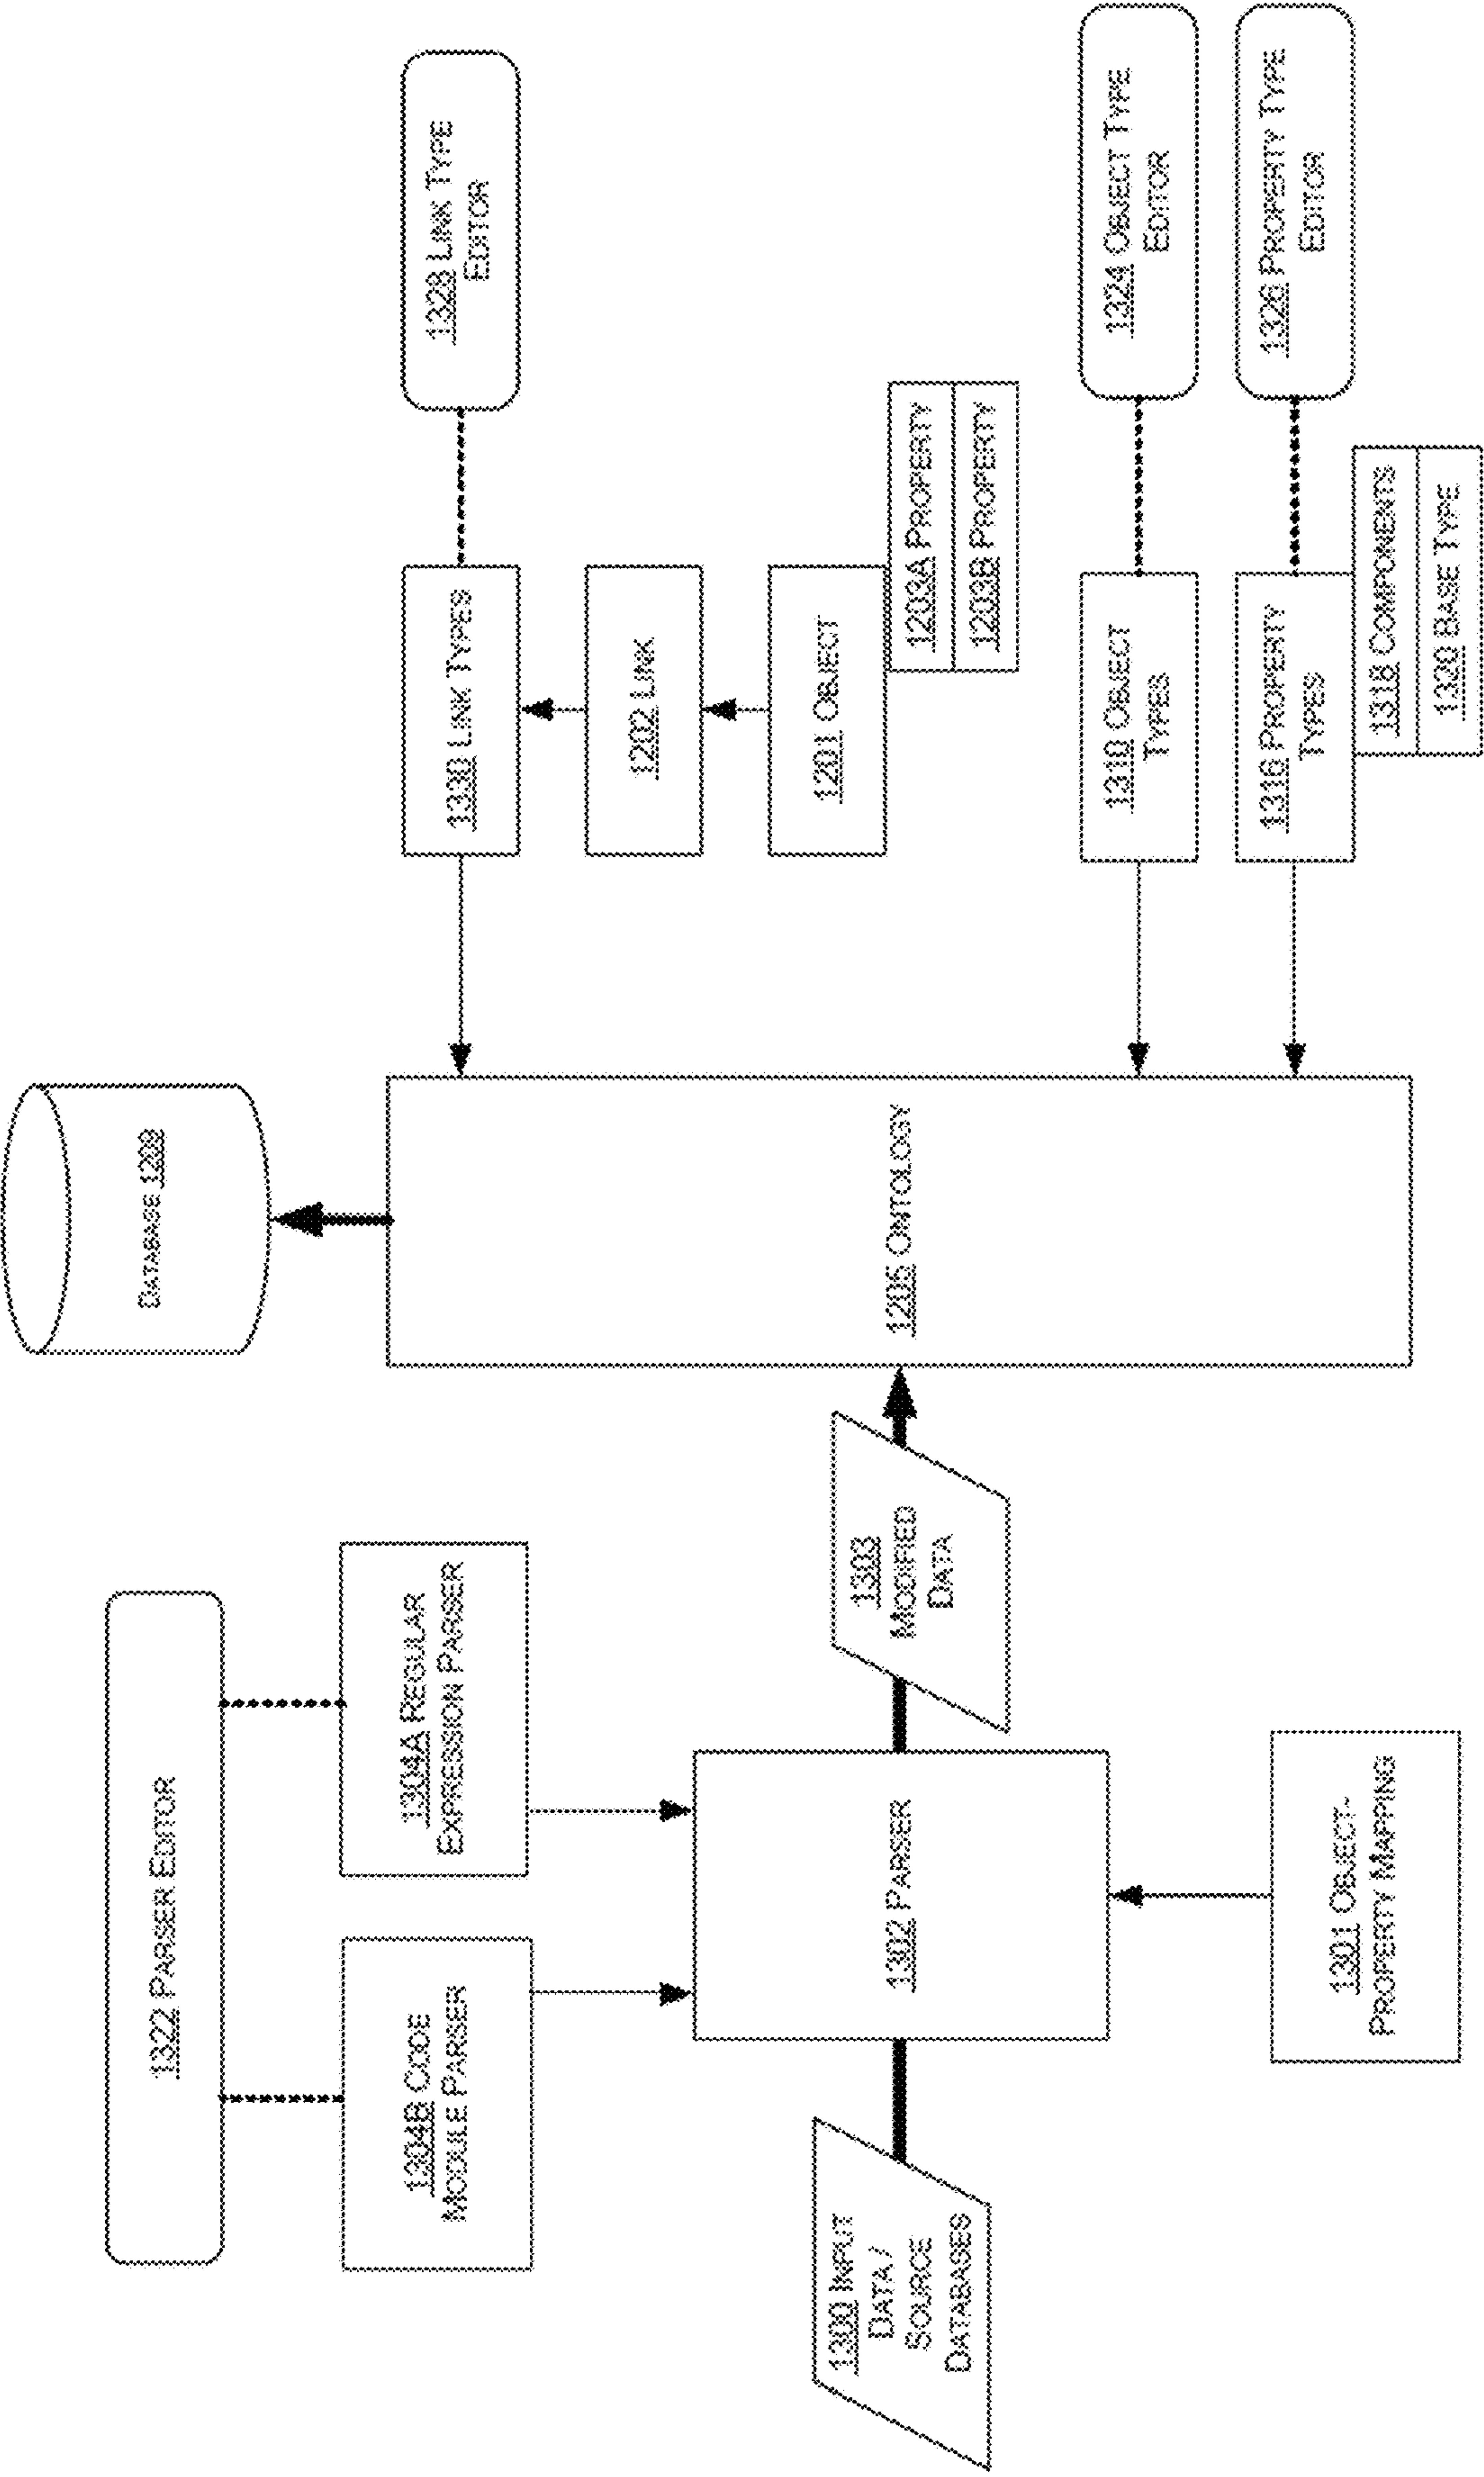 1322 PARSER EDITOR
DATABASE 1209
1304B CODE
MODULE PARSER
1304A REGULAR
EXPRESSION PARSER
1330 LINK TYPES
1328 LINK TYPE
EDITOR
1202 LINK
1300 INPUT
DATA /
SOURCE
DATABASES
1302 PARSER
1303
MODIFIED
DATA
1205 ONTOLOGY
1201 OBJECT
1203A PROPERTY
1203B PROPERTY
1310 OBJECT
TYPES
1324 OBJECT TYPE
EDITOR
1301 OBJECT-
PROPERTY MAPPING
1316 PROPERTY
TYPES
1326 PROPERTY TYPE
EDITOR
1318 COMPONENTS
1320 BASE TYPE